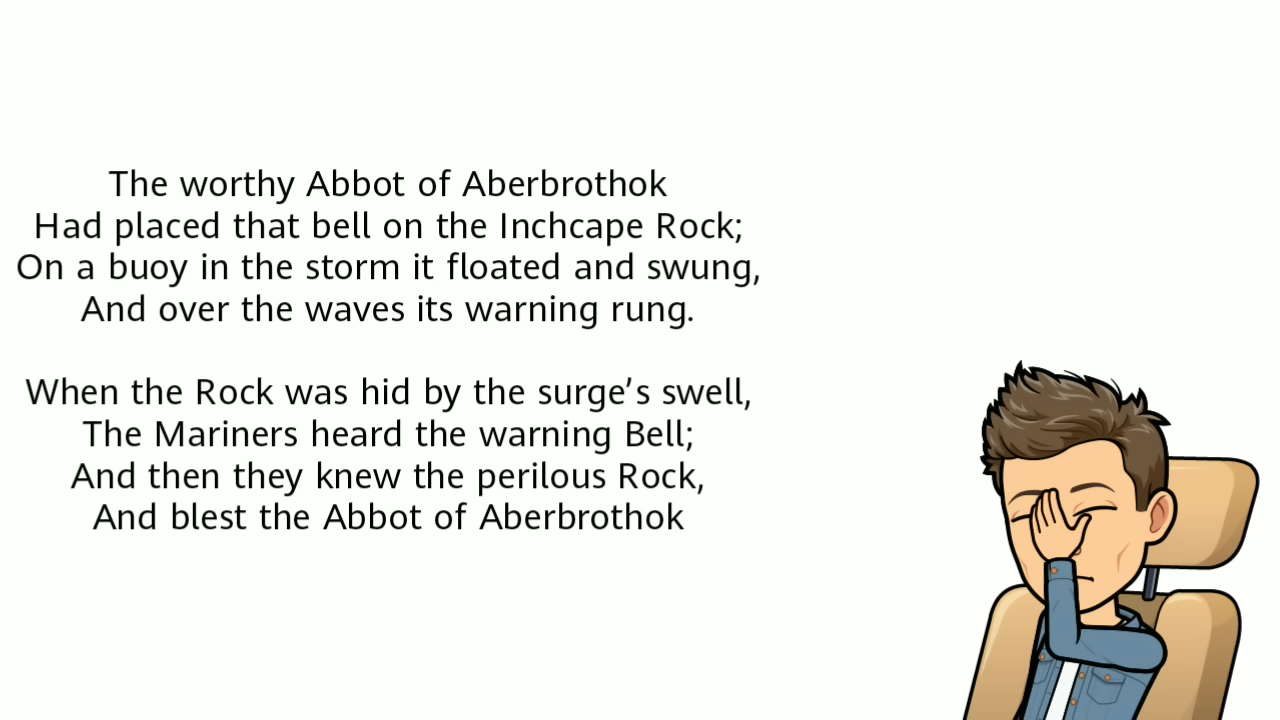 The worthy Abbot of Aberbrothok
Had placed that bell on the Inchcape Rock;
On a buoy in the storm it floated and swung,
And over the waves its warning rung.
When the Rock was hid by the surge’s swell,
The Mariners heard the warning Bell;
And then they knew the perilous Rock,
And blest the Abbot of Aberbrothok